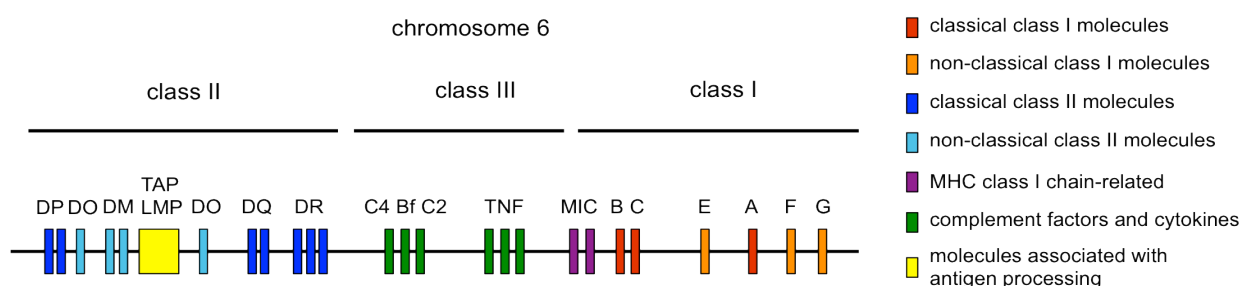 chromosome 6
class II
class III
class I
TAP
DP DO DM LMP DO DQ DR C4 Bf C2 TNF MIC B C E A F G
classical class I molecules
non-classical class I molecules
classical class II molecules
non-classical class II molecules
MHC class I chain-related
complement factors and cytokines
molecules associated with
antigen processing